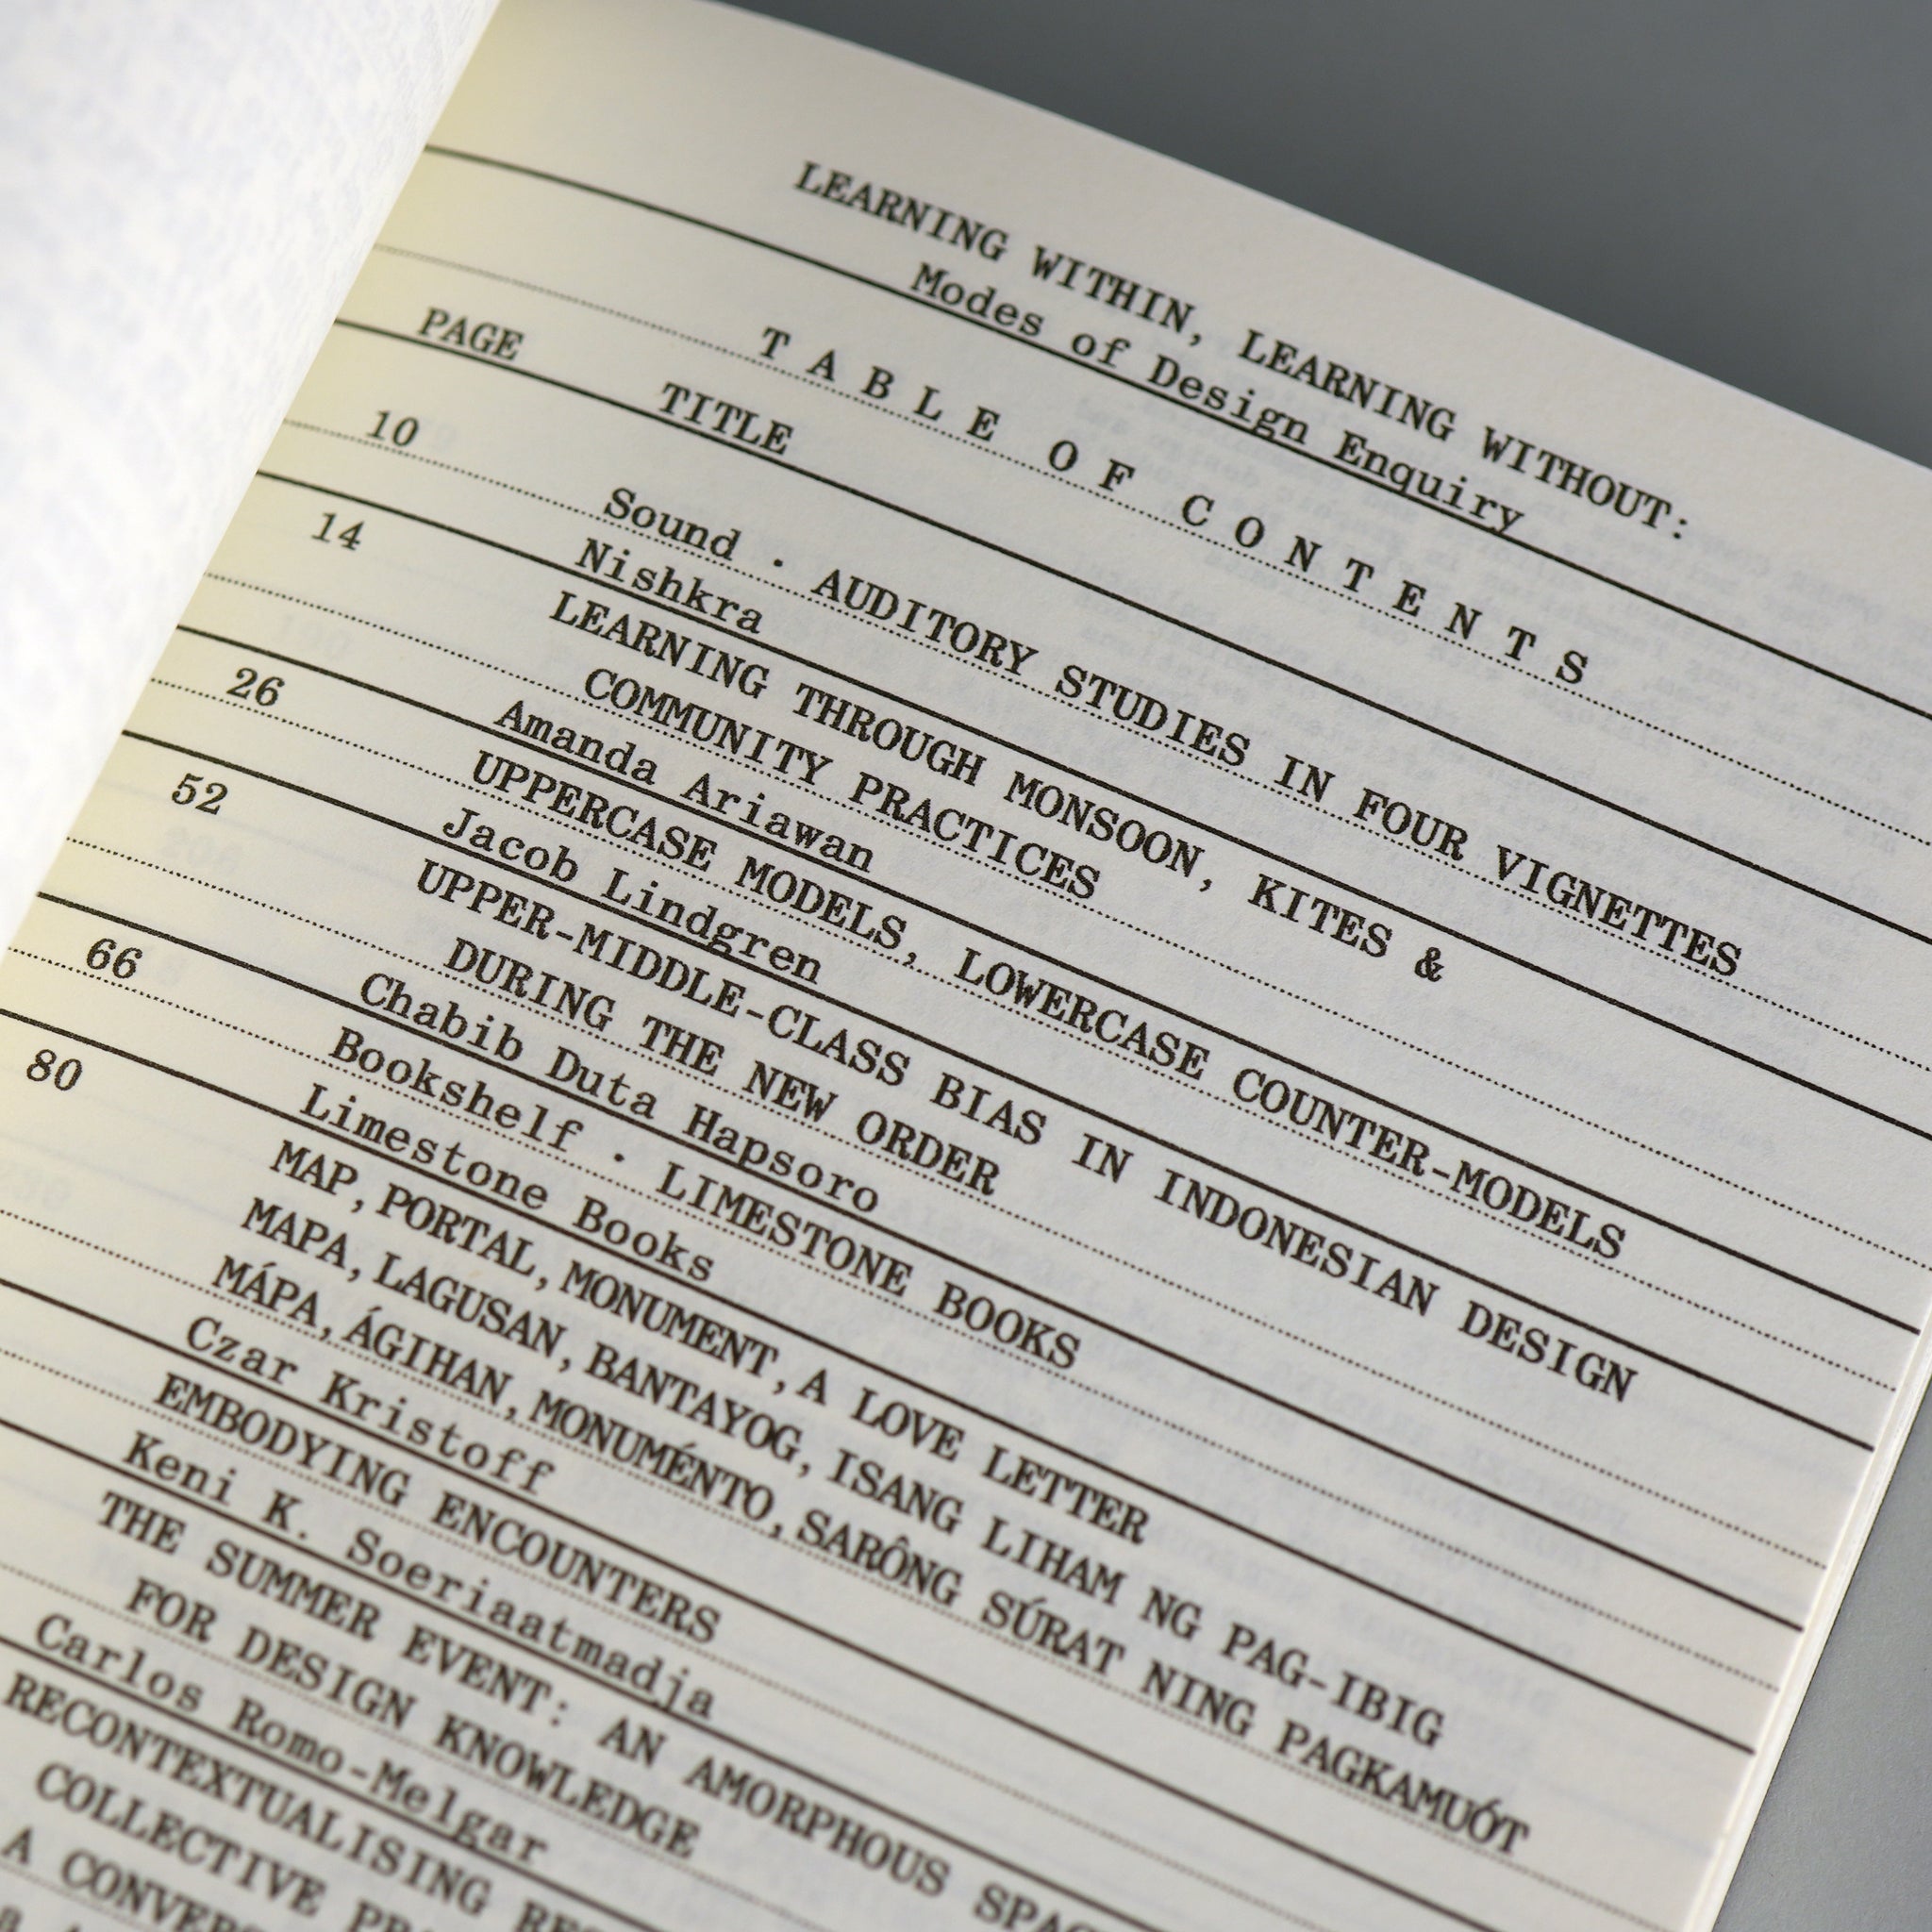 LEARNING WITHIN, LEARNING WITHOUT:
Modes of Design Enquiry
TABLE OF CONTENTS
PAGE TITLE
10 Sound . AUDITORY STUDIES IN FOUR VIGNETTES
Nishkra
14 LEARNING THROUGH MONSOON, KITES &
COMMUNITY PRACTICES
Amanda Ariawan
26 UPPERCASE MODELS, LOWERCASE COUNTER-MODELS
Jacob Lindgren
52 UPPER-MIDDLE-CLASS BIAS IN INDONESIAN DESIGN
DURING THE NEW ORDER
Chabib Duta Hapsoro
66 Bookshelf . LIMESTONE BOOKS
Limestone Books
80 MAP, PORTAL, MONUMENT, A LOVE LETTER
MAPA, LAGUSAN, BANTAYOG, ISANG LIHAM NG PAG-IBIG
MÁPA, ÁGIHAN, MONUMÉNTO, SARÔNG SÚRAT NING PAGKAMUÓT
Czar Kristoff
EMBODYING ENCOUNTERS
Keni K. Soeriaatmadja
THE SUMMER EVENT: AN AMORPHOUS
FOR DESIGN KNOWLEDGE
Carlos Romo-Melgar
RECONTEXTUALISING
COLLECTIVE
A